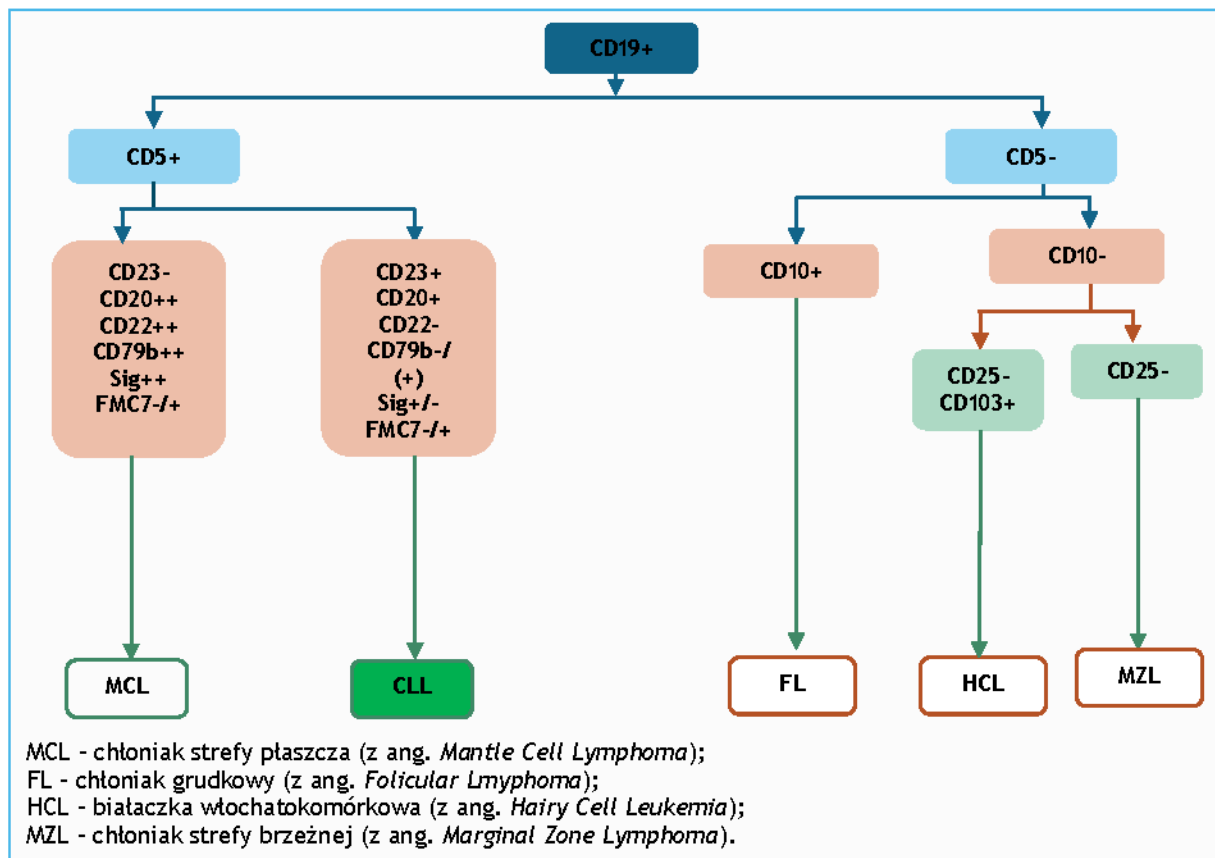 CD19+
CD5+
CD5-
CD23-
CD20++
CD22++
CD79b++
Sig++
FMC7-/+
CD23+
CD20+
CD22-
CD79b-/
(+)
Sig+/-
FMC7-/+
CD10+
CD10-
CD25-
CD103+
CD25-
MCL
CLL
FL
HCL
MZL
MCL - chłoniak strefy płaszcza (z ang. Mantle Cell Lymphoma);
FL - chłoniak grudkowy (z ang. Folicular Lmyphoma);
HCL - białaczka włochatokomórkowa (z ang. Hairy Cell Leukemia);
MZL - chłoniak strefy brzeżnej (z ang. Marginal Zone Lymphoma).